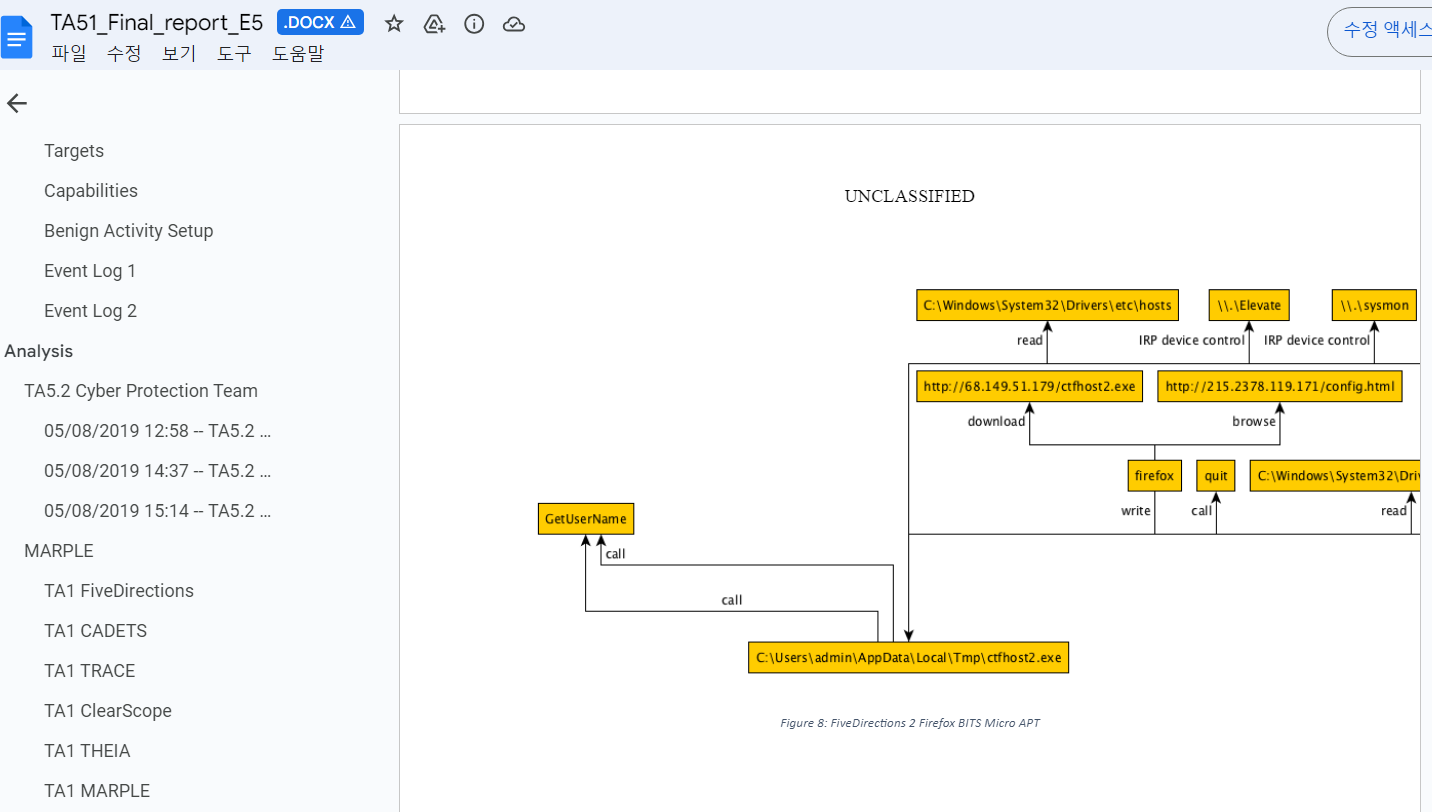 TA51_Final_report_E5 .DOCX
파일 수정 보기 도구 도움말
수정 액세스
Targets
Capabilities
Benign Activity Setup
Event Log 1
Event Log 2
Analysis
TA5.2 Cyber Protection Team
05/08/2019 12:58 -- TA5.2 ...
05/08/2019 14:37 -- TA5.2 ...
05/08/2019 15:14 -- TA5.2 ...
MARPLE
TA1 FiveDirections
TA1 CADETS
TA1 TRACE
TA1 ClearScope
TA1 THEIA
TA1 MARPLE
UNCLASSIFIED
C:\Windows\System32\Drivers\etc\hosts \\.\Elevate \\.\sysmon
read IRP device control IRP device control
http://68.149.51.179/ctfhost2.exe http://215.2378.119.171/config.html
download browse
firefox quit C:\Windows\System32\Driv
write call read
GetUserName
call
call
C:\Users\admin\AppData\Local\Tmp\ctfhost2.exe
Figure 8: FiveDirections 2 Firefox BITS Micro APT